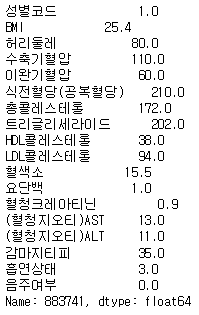 성별코드 1.0
BMI 25.4
허리둘레 80.0
수축기혈압 110.0
이완기혈압 60.0
식전혈당(공복혈당) 210.0
총콜레스테롤 172.0
트리글리세라이드 202.0
HDL콜레스테롤 38.0
LDL콜레스테롤 94.0
혈색소 15.5
요단백 1.0
혈청크레아티닌 0.9
(혈청지오티)AST 13.0
(혈청지오티)ALT 11.0
감마지티피 35.0
흡연상태 3.0
음주여부 0.0
Name: 883741, dtype: float64